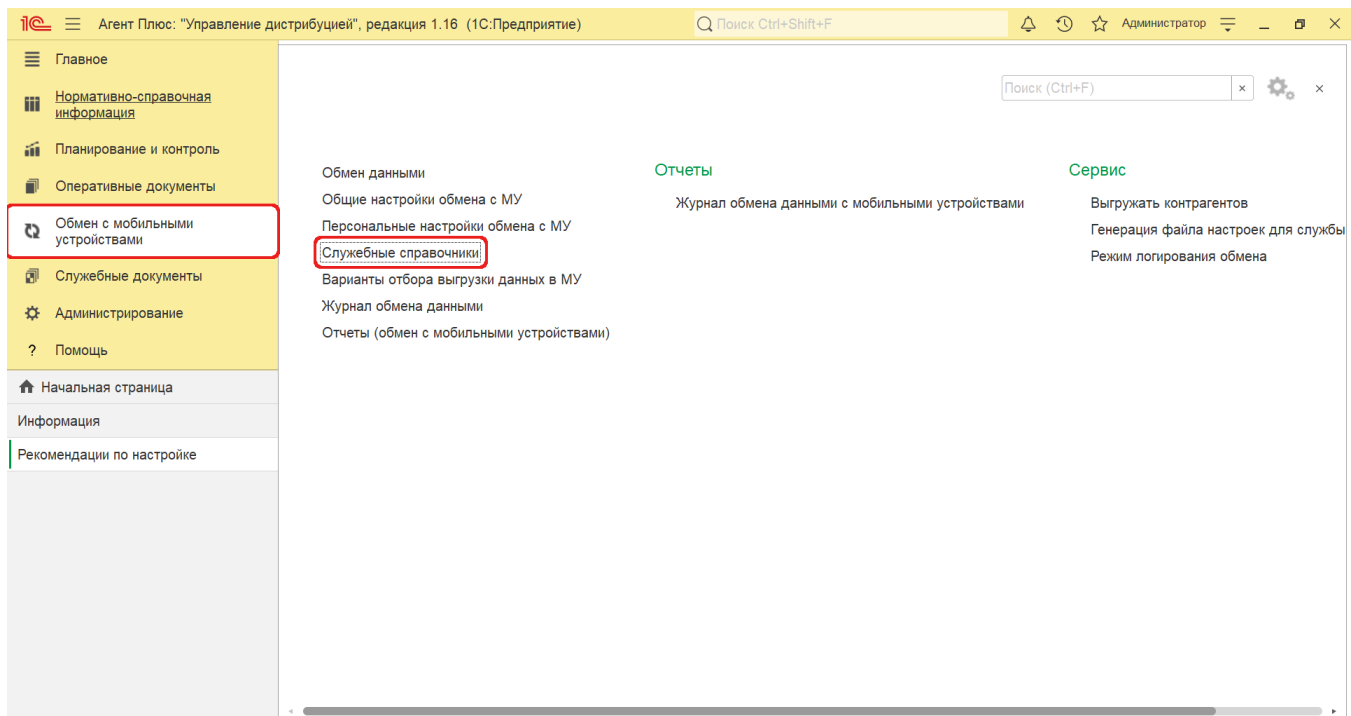 1С Агент Плюс: "Управление дистрибуцией", редакция 1.16 (1С:Предприятие) Поиск Ctrl+Shift+F Администратор
Главное
Нормативно-справочная
информация
Планирование и контроль
Оперативные документы
Обмен с мобильными
устройствами
Служебные документы
Администрирование
? Помощь
Начальная страница
Информация
Рекомендации по настройке
Поиск (Ctrl+F)
Обмен данными
Общие настройки обмена с МУ
Персональные настройки обмена с МУ
Служебные справочники
Варианты отбора выгрузки данных в МУ
Журнал обмена данными
Отчеты (обмен с мобильными устройствами)
Отчеты
Журнал обмена данными с мобильными устройствами
Сервис
Выгружать контрагентов
Генерация файла настроек для службы
Режим логирования обмена